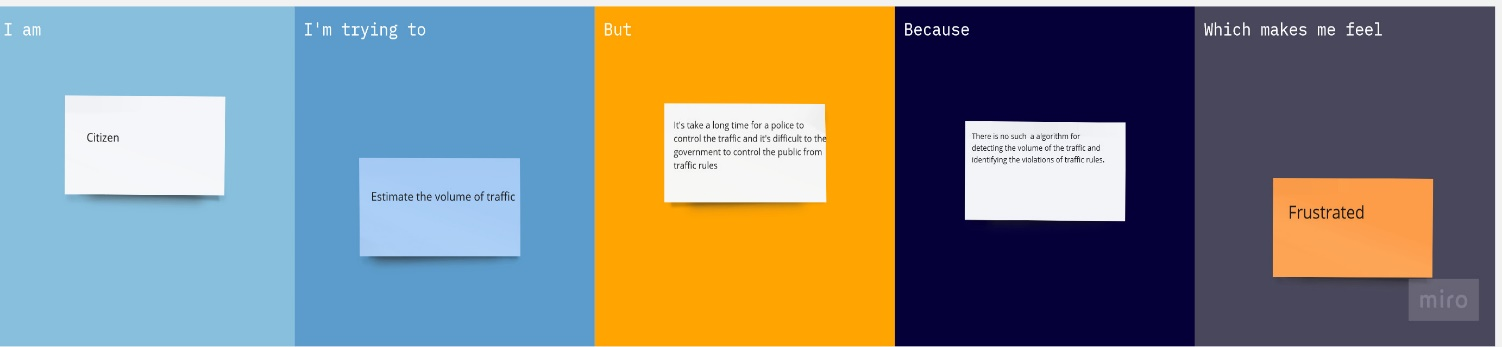 I am
Citizen
I'm trying to
Estimate the volume of traffic
But
It's take a long time for a police to
control the traffic and it's difficult to the
government to control the public from
traffic rules
Because
There is no such a algorithm for
detecting the volume of the traffic and
identifying the violations of traffic rules.
Which makes me feel
Frustrated
miro